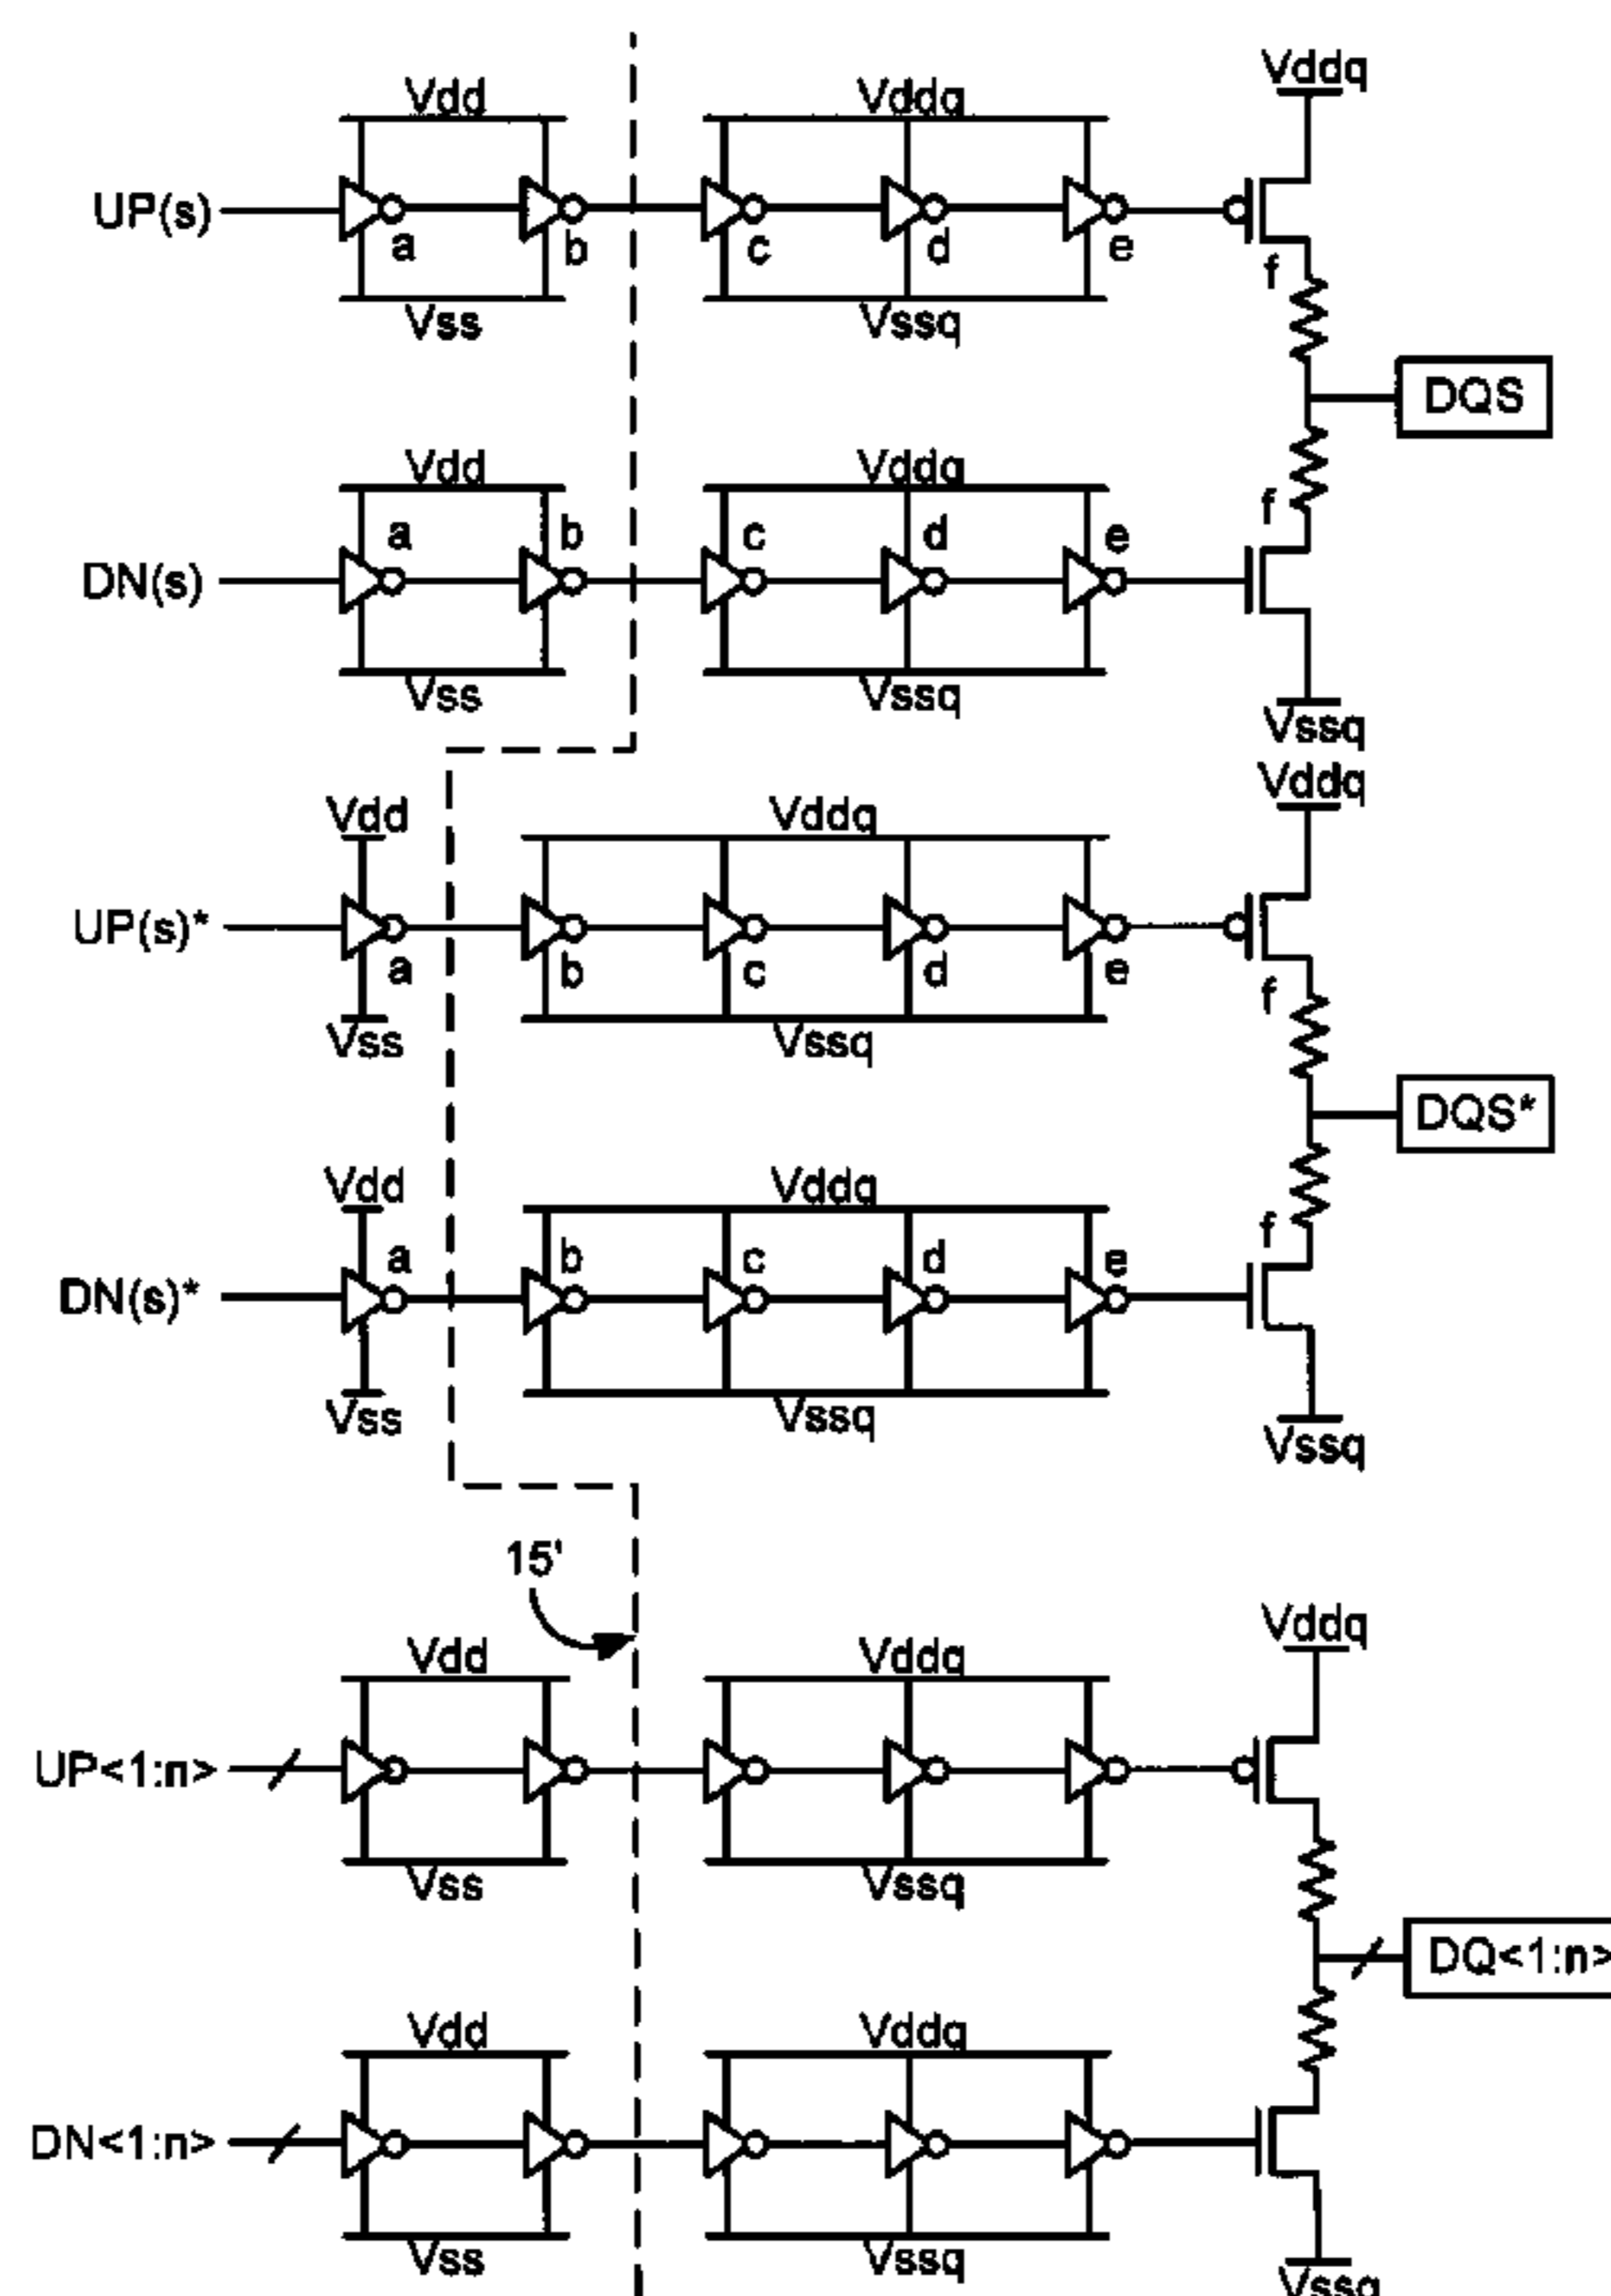 Vdd Vddq Vddq
UP(s)
a b c d e f
Vss Vssq
DQS
Vdd Vddq
f
a b c d e
DN(s)
Vss Vssq
Vssq
Vddq
Vdd Vddq
UP(s)*
a b c d e
f
Vss Vssq
DQS*
Vdd Vddq
f
a b c d e
DN(s)*
Vss Vssq
Vssq
15'
Vddq
Vdd Vddq
UP<1:n>
Vss Vssq
DQ<1:n>
Vdd Vddq
DN<1:n>
Vss Vssq
Vssq